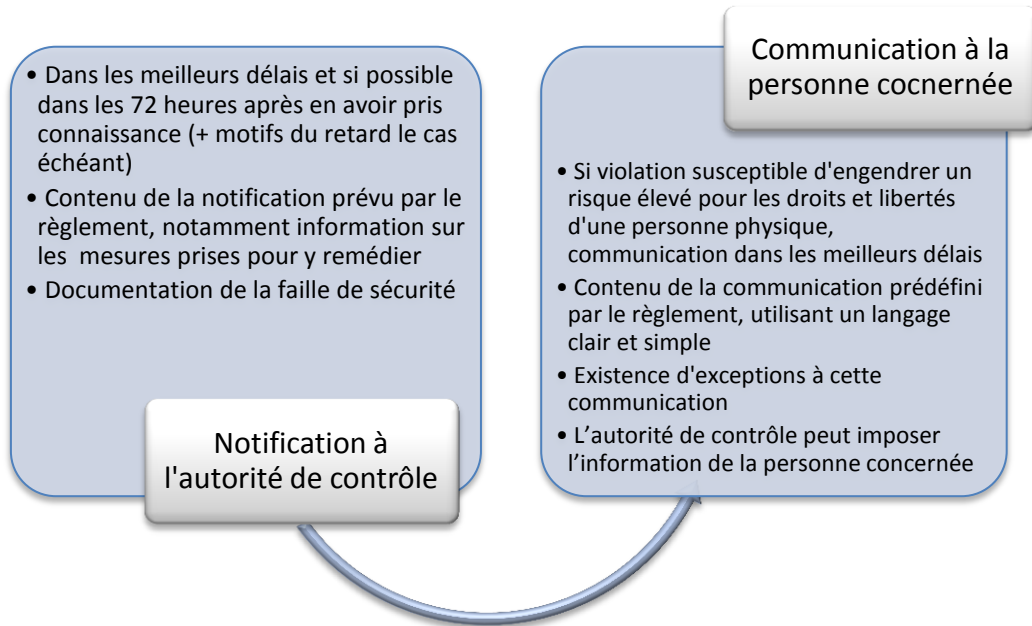 • Dans les meilleurs délais et si possible
dans les 72 heures après en avoir pris
connaissance (+ motifs du retard le cas
échéant)
• Contenu de la notification prévu par le
règlement, notamment information sur
les mesures prises pour y remédier
• Documentation de la faille de sécurité
Notification à
l'autorité de contrôle
Communication à la
personne cocnernée
• Si violation susceptible d'engendrer un
risque élevé pour les droits et libertés
d'une personne physique,
communication dans les meilleurs délais
• Contenu de la communication prédéfini
par le règlement, utilisant un langage
clair et simple
• Existence d'exceptions à cette
communication
• L’autorité de contrôle peut imposer
l’information de la personne concernée